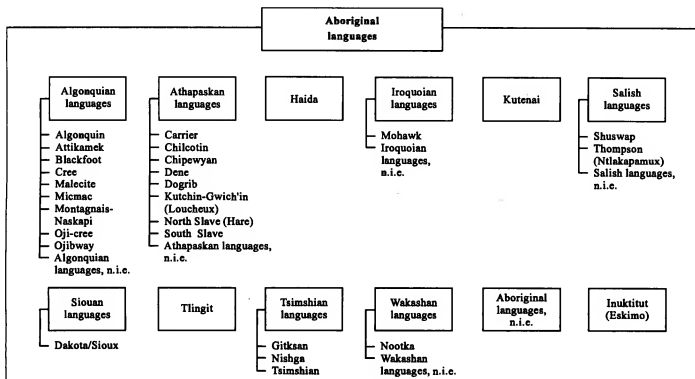 Aboriginal
languages
Algonquian
languages
Algonquin
Attikamek
Blackfoot
Cree
Malecite
Micmac
Montagnais-
Naskapi
Oji-cree
Ojibway
Algonquian
languages, n.i.e.
Athapaskan
languages
Carrier
Chilcotin
Chipewyan
Dene
Dogrib
Kutchin-Gwich'in
(Loucheux)
North Slave (Hare)
South Slave
Athapaskan languages,
n.i.e.
Haida
Iroquoian
languages
Mohawk
Iroquoian
languages,
n.i.e.
Kutenai
Salish
languages
Shuswap
Thompson
(Ntlakapamux)
Salish languages,
n.i.e.
Siouan
languages
Dakota/Sioux
Tlingit
Tsimshian
languages
Gitksan
Nishga
Tsimshian
Wakashan
languages
Nootka
Wakashan
languages, n.i.e.
Aboriginal
languages,
n.i.e.
Inuktitut
(Eskimo)